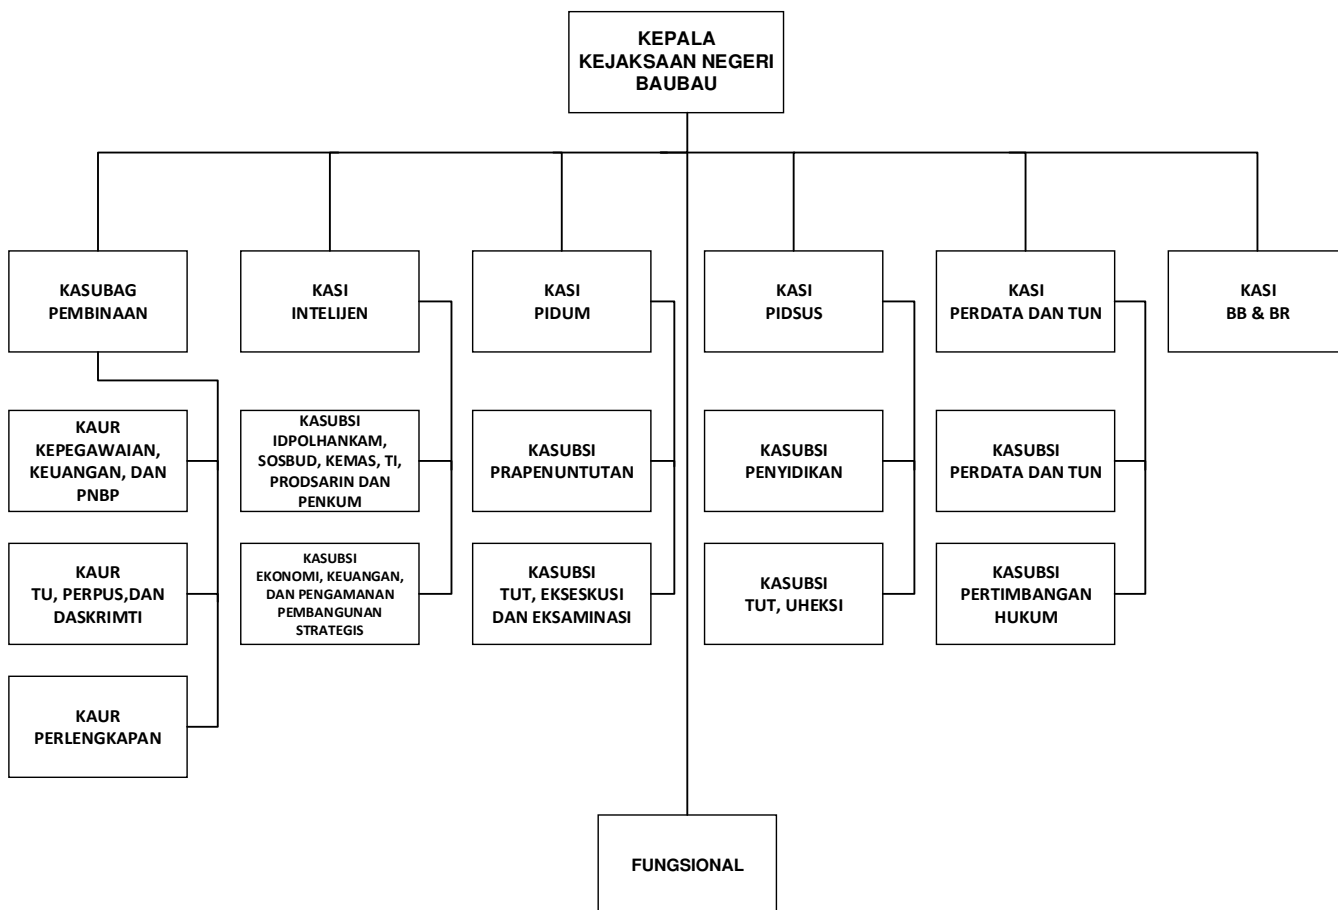 KEPALA
KEJAKSAAN NEGERI
BAUBAU
KASUBAG
PEMBINAAN
KASI
INTELIJEN
KASI
PIDUM
KASI
PIDSUS
KASI
PERDATA DAN TUN
KASI
BB & BR
KAUR
KEPEGAWAIAN,
KEUANGAN, DAN
PNBP
KASUBSI
IDPOLHANKAM,
SOSBUD, KEMAS, TI,
PRODSARIN DAN
PENKUM
KASUBSI
PRAPENUNTUTAN
KASUBSI
PENYIDIKAN
KASUBSI
PERDATA DAN TUN
KAUR
TU, PERPUS,DAN
DASKRIMTI
KASUBSI
EKONOMI, KEUANGAN,
DAN PENGAMANAN
PEMBANGUNAN
STRATEGIS
KASUBSI
TUT, EKSESKUSI
DAN EKSAMINASI
KASUBSI
TUT, UHEKSI
KASUBSI
PERTIMBANGAN
HUKUM
KAUR
PERLENGKAPAN
FUNGSIONAL